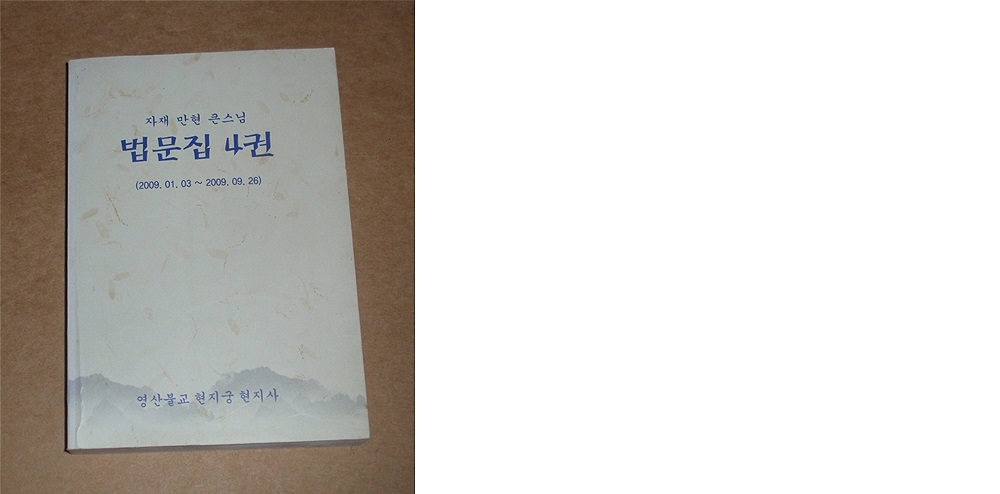 자재 만현 큰스님
법문집 4권
(2009. 01. 03 ~ 2009. 09. 26)
영산불교 현지궁 현지사